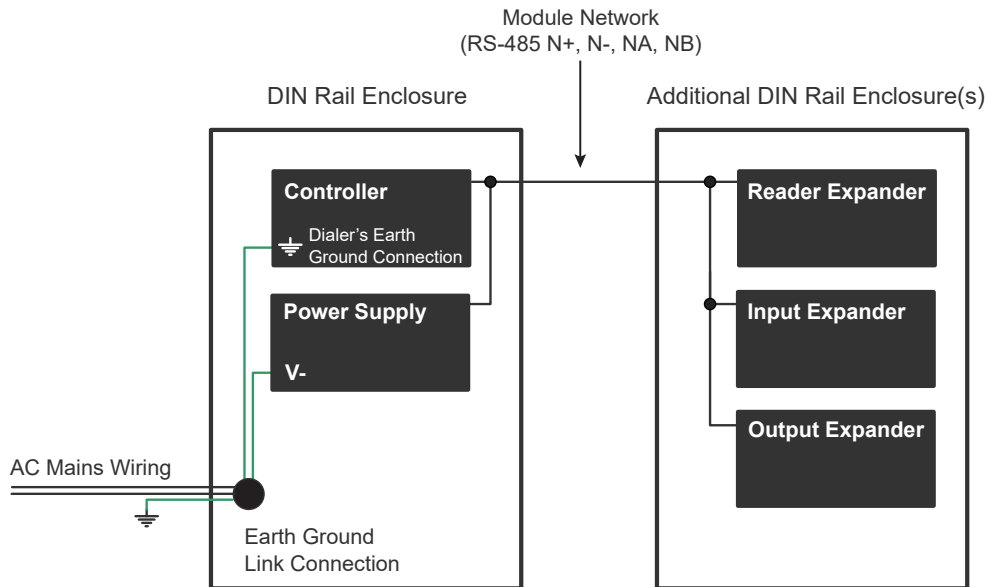 Module Network
(RS-485 N+, N-, NA, NB)
DIN Rail Enclosure
Additional DIN Rail Enclosure(s)
Controller
Dialer’s Earth
Ground Connection
Power Supply
V-
Reader Expander
Input Expander
Output Expander
AC Mains Wiring
Earth Ground
Link Connection